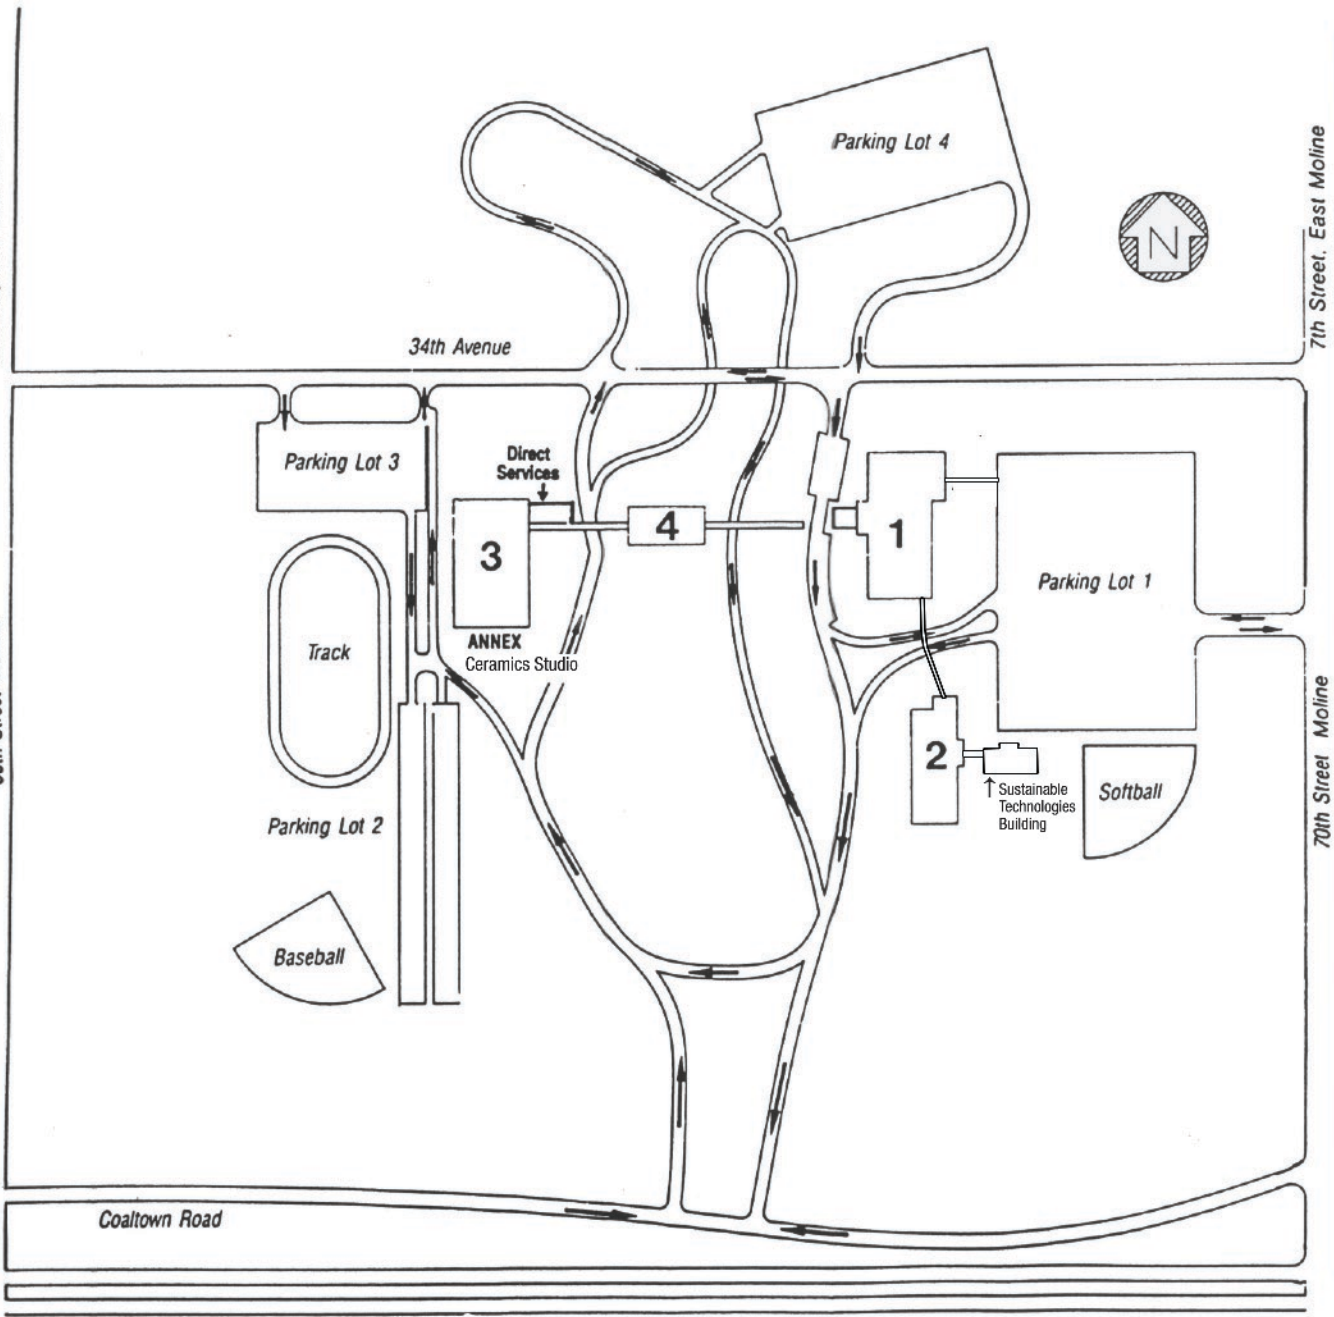 Parking Lot 4
7th Street, East Moline
N
34th Avenue
Parking Lot 3
Direct
Services
3
4
1
Parking Lot 1
ANNEX
Ceramics Studio
Track
2
Sustainable
Technologies
Building
Softball
70th Street Moline
Parking Lot 2
Baseball
Coaltown Road